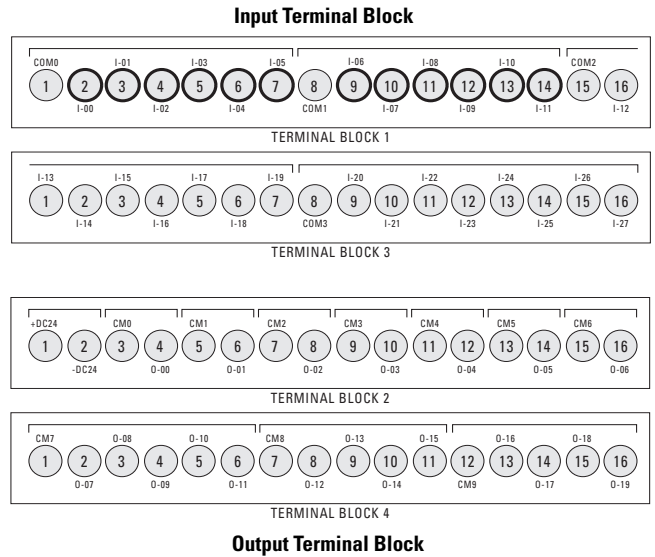 Input Terminal Block
COM0 I-01 I-03 I-05 I-06 I-08 I-10 COM2
1 2 3 4 5 6 7 8 9 10 11 12 13 14 15 16
I-00 I-02 I-04 COM1 I-07 I-09 I-11 I-12
TERMINAL BLOCK 1
I-13 I-15 I-17 I-19 I-20 I-22 I-24 I-26
1 2 3 4 5 6 7 8 9 10 11 12 13 14 15 16
I-14 I-16 I-18 COM3 I-21 I-23 I-25 I-27
TERMINAL BLOCK 3
+DC24 CM0 CM1 CM2 CM3 CM4 CM5 CM6
1 2 3 4 5 6 7 8 9 10 11 12 13 14 15 16
-DC24 O-00 O-01 O-02 O-03 O-04 O-05 O-06
TERMINAL BLOCK 2
CM7 O-08 O-10 CM8 O-13 O-15 O-16 O-18
1 2 3 4 5 6 7 8 9 10 11 12 13 14 15 16
O-07 O-09 O-11 O-12 O-14 CM9 O-17 O-19
TERMINAL BLOCK 4
Output Terminal Block